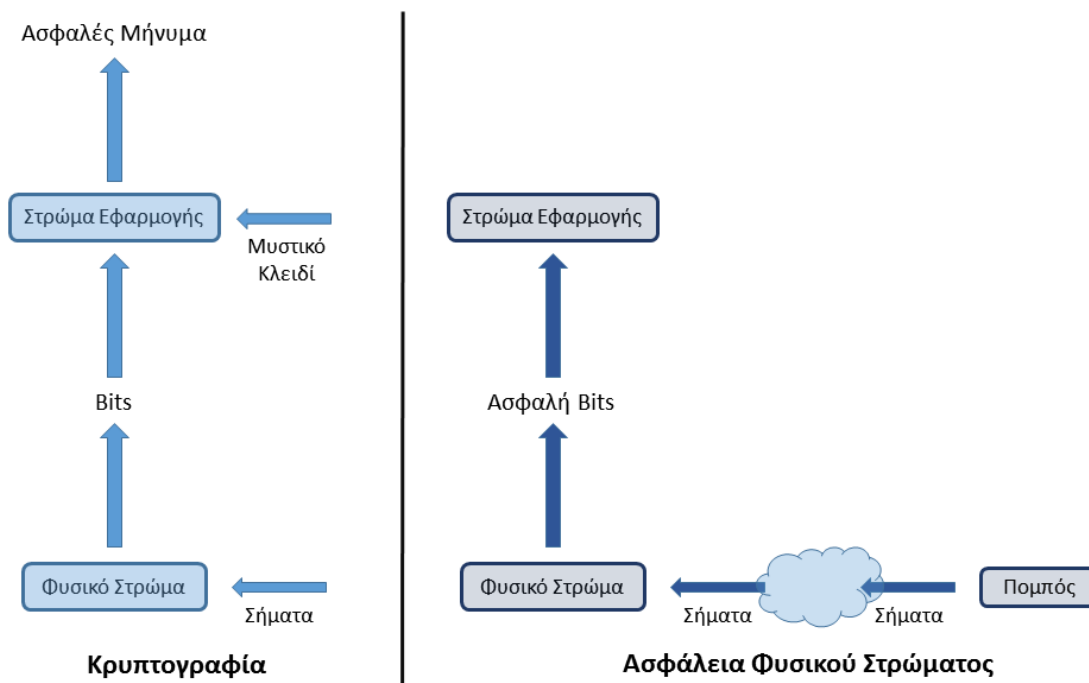 Ασφαλές Μήνυμα
Στρώμα Εφαρμογής
Μυστικό
Κλειδί
Bits
Φυσικό Στρώμα
Σήματα
Κρυπτογραφία
Στρώμα Εφαρμογής
Ασφαλή Bits
Φυσικό Στρώμα
Σήματα
Σήματα
Πομπός
Ασφάλεια Φυσικού Στρώματος